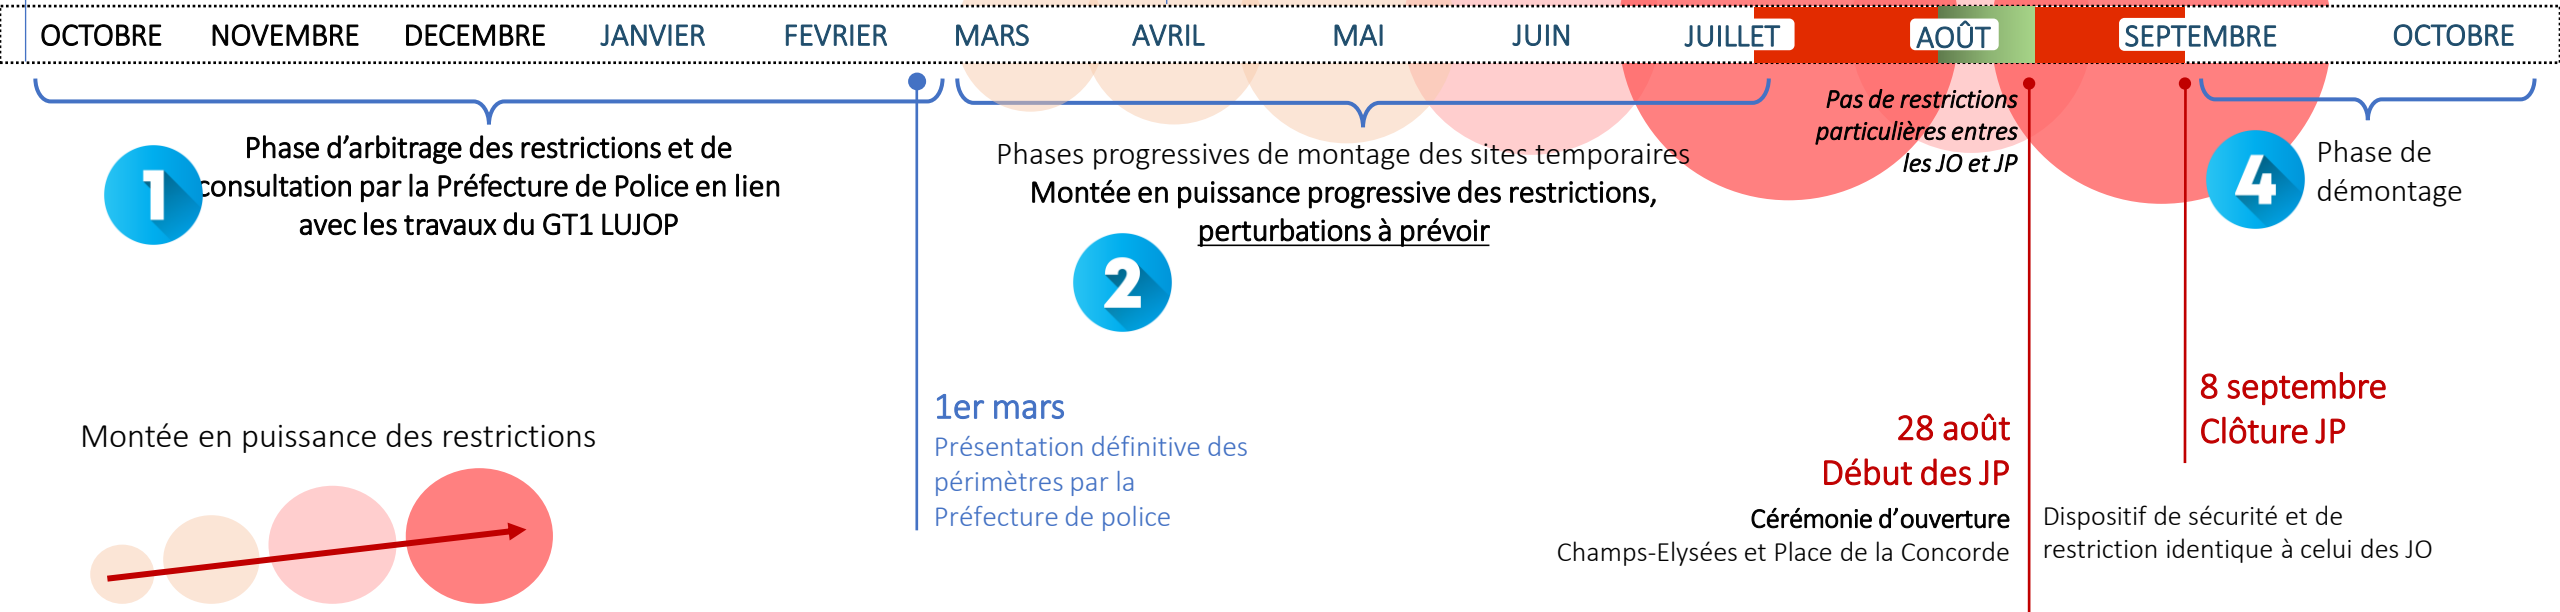 OCTOBRE NOVEMBRE DECEMBRE JANVIER FEVRIER MARS AVRIL MAI JUIN JUILLET AOÛT SEPTEMBRE OCTOBRE
1
Phase d’arbitrage des restrictions et de
consultation par la Préfecture de Police en lien
avec les travaux du GT1 LUJOP
Phases progressives de montage des sites temporaires
Montée en puissance progressive des restrictions,
perturbations à prévoir
2
Pas de restrictions
particulières entres
les JO et JP
4
Phase de
démontage
Montée en puissance des restrictions
1er mars
Présentation définitive des
périmètres par la
Préfecture de police
28 août
Début des JP
Cérémonie d’ouverture
Champs-Elysées et Place de la Concorde
8 septembre
Clôture JP
Dispositif de sécurité et de
restriction identique à celui des JO